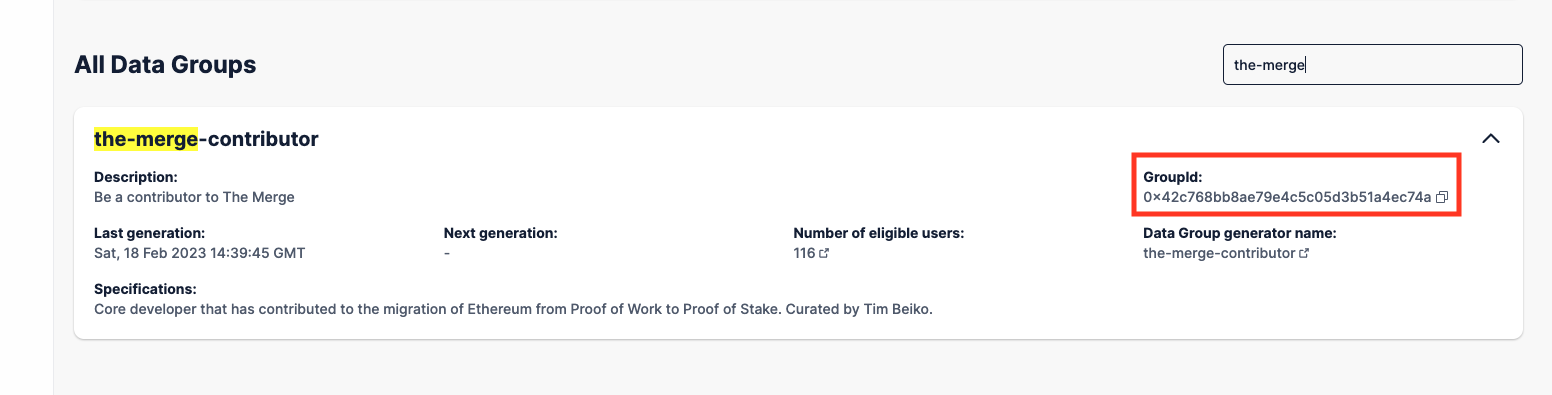 All Data Groups
the-merge
the-merge-contributor
Description:
Be a contributor to The Merge
GroupId:
0x42c768bb8ae79e4c5c05d3b51a4ec74a
Last generation:
Sat, 18 Feb 2023 14:39:45 GMT
Next generation:
-
Number of eligible users:
116
Data Group generator name:
the-merge-contributor
Specifications:
Core developer that has contributed to the migration of Ethereum from Proof of Work to Proof of Stake. Curated by Tim Beiko.